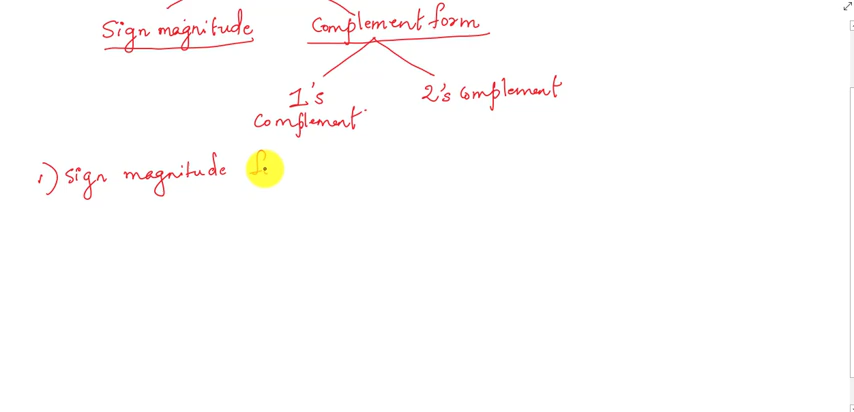 Sign magnitude Complement form
1's 2's complement
complement
1) Sign magnitude f